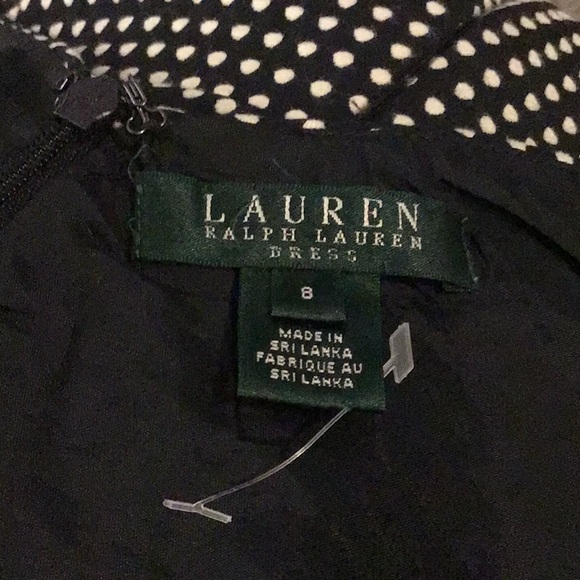 LAUREN
RALPH LAUREN
DRESS
8
MADE IN
SRI LANKA
FABRIQUE AU
SRI LANKA